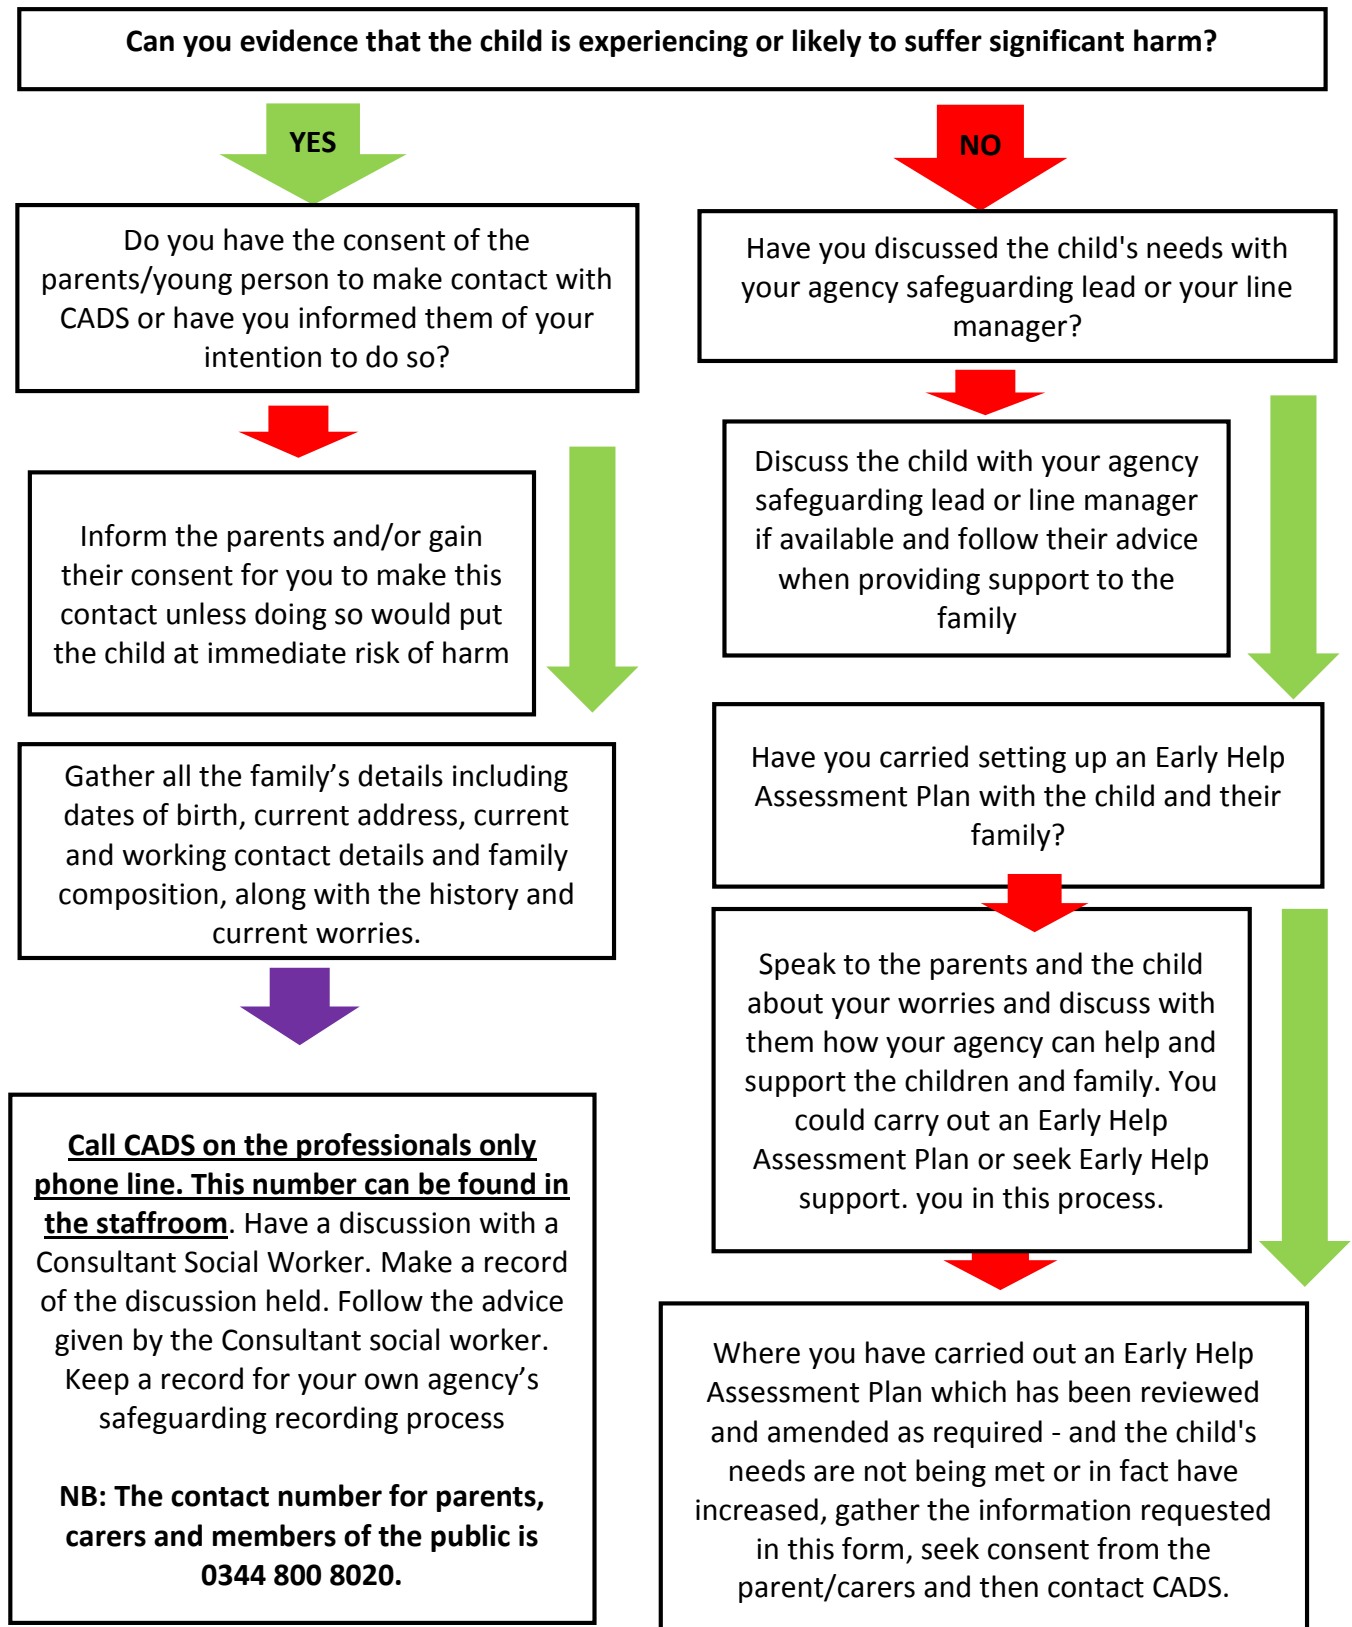 Can you evidence that the child is experiencing or likely to suffer significant harm?
YES
NO
Do you have the consent of the
parents/young person to make contact with
CADS or have you informed them of your
intention to do so?
Inform the parents and/or gain
their consent for you to make this
contact unless doing so would put
the child at immediate risk of harm
Gather all the family’s details including
dates of birth, current address, current
and working contact details and family
composition, along with the history and
current worries.
Call CADS on the professionals only
phone line. This number can be found in
the staffroom. Have a discussion with a
Consultant Social Worker. Make a record
of the discussion held. Follow the advice
given by the Consultant social worker.
Keep a record for your own agency’s
safeguarding recording process
NB: The contact number for parents,
carers and members of the public is
0344 800 8020.
Have you discussed the child's needs with
your agency safeguarding lead or your line
manager?
Discuss the child with your agency
safeguarding lead or line manager
if available and follow their advice
when providing support to the
family
Have you carried setting up an Early Help
Assessment Plan with the child and their
family?
Speak to the parents and the child
about your worries and discuss with
them how your agency can help and
support the children and family. You
could carry out an Early Help
Assessment Plan or seek Early Help
support. you in this process.
Where you have carried out an Early Help
Assessment Plan which has been reviewed
and amended as required - and the child's
needs are not being met or in fact have
increased, gather the information requested
in this form, seek consent from the
parent/carers and then contact CADS.